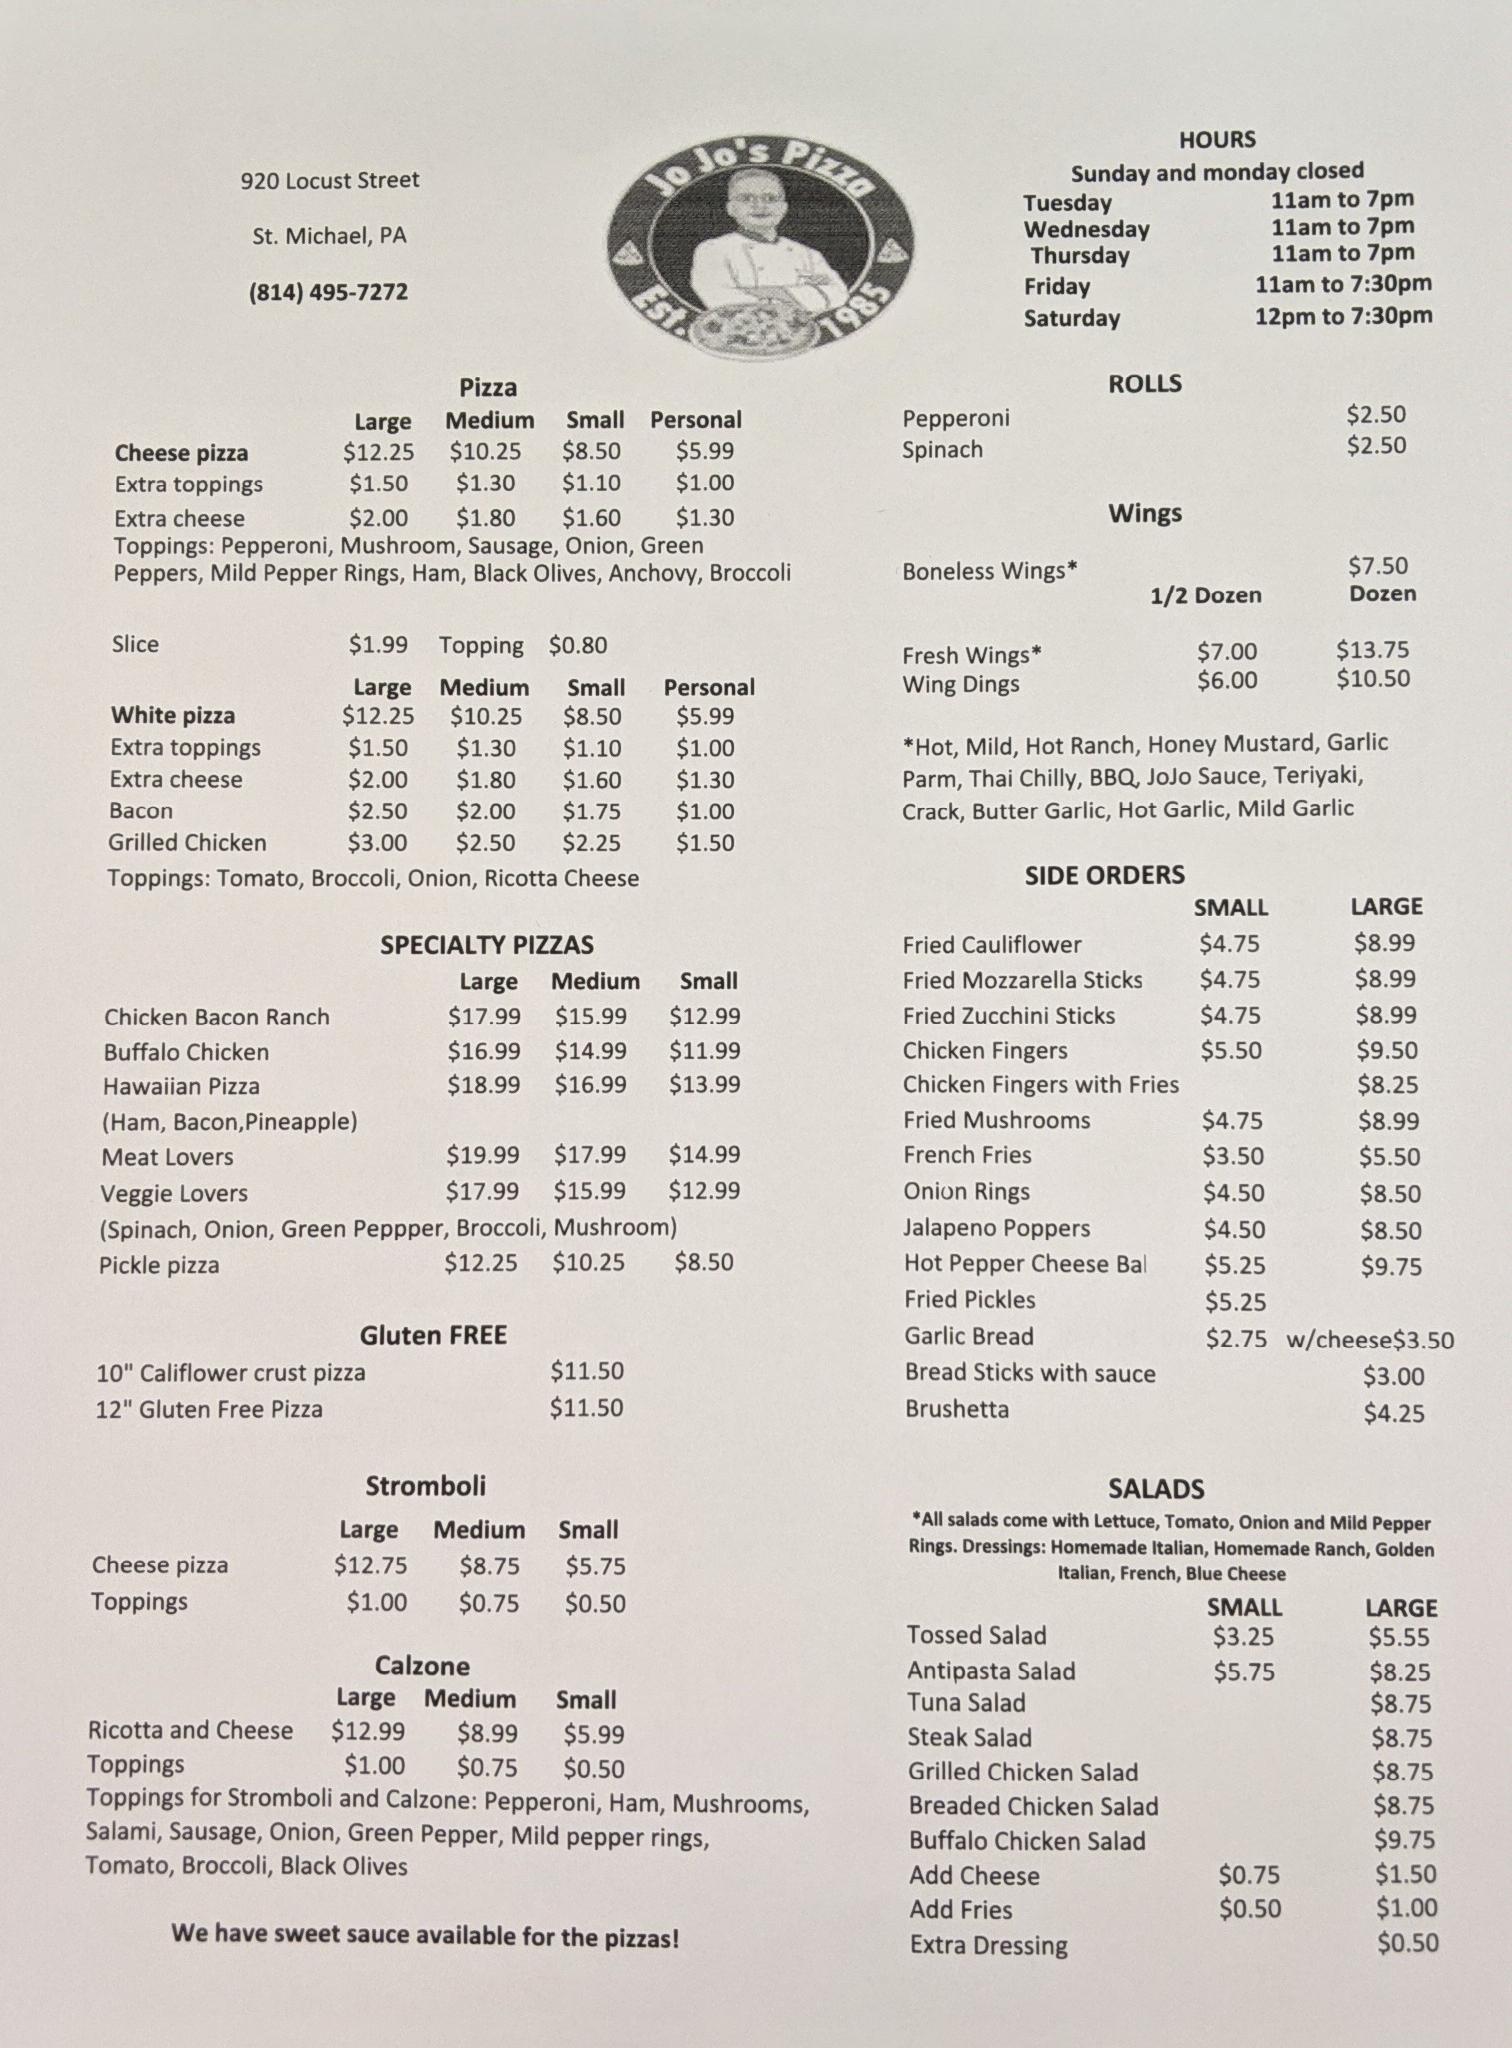 920 Locust Street
St. Michael, PA
(814) 495-7272
Jo Jo's Pizza
Est. 1985
HOURS
Sunday and monday closed
Tuesday 11am to 7pm
Wednesday 11am to 7pm
Thursday 11am to 7pm
Friday 11am to 7:30pm
Saturday 12pm to 7:30pm
Pizza
Large Medium Small Personal
Cheese pizza $12.25 $10.25 $8.50 $5.99
Extra toppings $1.50 $1.30 $1.10 $1.00
Extra cheese $2.00 $1.80 $1.60 $1.30
Toppings: Pepperoni, Mushroom, Sausage, Onion, Green
Peppers, Mild Pepper Rings, Ham, Black Olives, Anchovy, Broccoli
Slice $1.99 Topping $0.80
Large Medium Small Personal
White pizza $12.25 $10.25 $8.50 $5.99
Extra toppings $1.50 $1.30 $1.10 $1.00
Extra cheese $2.00 $1.80 $1.60 $1.30
Bacon $2.50 $2.00 $1.75 $1.00
Grilled Chicken $3.00 $2.50 $2.25 $1.50
Toppings: Tomato, Broccoli, Onion, Ricotta Cheese
SPECIALTY PIZZAS
Large Medium Small
Chicken Bacon Ranch $17.99 $15.99 $12.99
Buffalo Chicken $16.99 $14.99 $11.99
Hawaiian Pizza $18.99 $16.99 $13.99
(Ham, Bacon,Pineapple)
Meat Lovers $19.99 $17.99 $14.99
Veggie Lovers $17.99 $15.99 $12.99
(Spinach, Onion, Green Peppper, Broccoli, Mushroom)
Pickle pizza $12.25 $10.25 $8.50
Gluten FREE
10" Califlower crust pizza $11.50
12" Gluten Free Pizza $11.50
Stromboli
Large Medium Small
Cheese pizza $12.75 $8.75 $5.75
Toppings $1.00 $0.75 $0.50
Calzone
Large Medium Small
Ricotta and Cheese $12.99 $8.99 $5.99
Toppings $1.00 $0.75 $0.50
Toppings for Stromboli and Calzone: Pepperoni, Ham, Mushrooms,
Salami, Sausage, Onion, Green Pepper, Mild pepper rings,
Tomato, Broccoli, Black Olives
We have sweet sauce available for the pizzas!
ROLLS
Pepperoni $2.50
Spinach $2.50
Wings
Boneless Wings* $7.50
1/2 Dozen Dozen
Fresh Wings* $7.00 $13.75
Wing Dings $6.00 $10.50
*Hot, Mild, Hot Ranch, Honey Mustard, Garlic
Parm, Thai Chilly, BBQ, JoJo Sauce, Teriyaki,
Crack, Butter Garlic, Hot Garlic, Mild Garlic
SIDE ORDERS
SMALL LARGE
Fried Cauliflower $4.75 $8.99
Fried Mozzarella Sticks $4.75 $8.99
Fried Zucchini Sticks $4.75 $8.99
Chicken Fingers $5.50 $9.50
Chicken Fingers with Fries $8.25
Fried Mushrooms $4.75 $8.99
French Fries $3.50 $5.50
Onion Rings $4.50 $8.50
Jalapeno Poppers $4.50 $8.50
Hot Pepper Cheese Bal $5.25 $9.75
Fried Pickles $5.25
Garlic Bread $2.75 w/cheese$3.50
Bread Sticks with sauce $3.00
Brushetta $4.25
SALADS
*All salads come with Lettuce, Tomato, Onion and Mild Pepper
Rings. Dressings: Homemade Italian, Homemade Ranch, Golden
Italian, French, Blue Cheese
SMALL LARGE
Tossed Salad $3.25 $5.55
Antipasta Salad $5.75 $8.25
Tuna Salad $8.75
Steak Salad $8.75
Grilled Chicken Salad $8.75
Breaded Chicken Salad $8.75
Buffalo Chicken Salad $9.75
Add Cheese $0.75 $1.50
Add Fries $0.50 $1.00
Extra Dressing $0.50